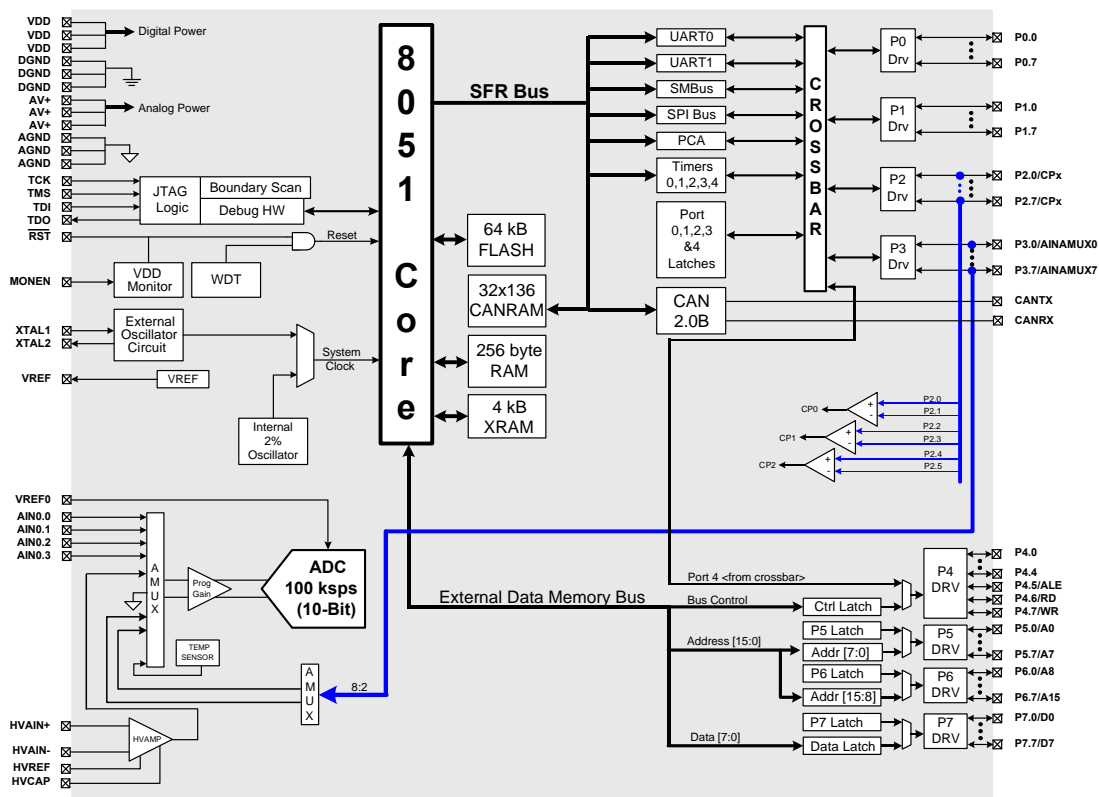 VDD
VDD
VDD
Digital Power
DGND
DGND
DGND
AV+
AV+
AV+
Analog Power
AGND
AGND
AGND
TCK
TMS
TDI
TDO
JTAG
Logic
Boundary Scan
Debug HW
RST
Reset
MONEN
VDD
Monitor
WDT
XTAL1
XTAL2
External
Oscillator
Circuit
System
Clock
VREF
VREF
Internal
2%
Oscillator
8051 Core
SFR Bus
64 kB
FLASH
32x136
CANRAM
256 byte
RAM
4 kB
XRAM
UART0
UART1
SMBus
SPI Bus
PCA
Timers
0,1,2,3,4
Port
0,1,2,3
&4
Latches
CAN
2.0B
CROSSBAR
P0
Drv
P1
Drv
P2
Drv
P3
Drv
P0.0
P0.7
P1.0
P1.7
P2.0/CPx
P2.7/CPx
P3.0/AINAMUX0
P3.7/AINAMUX7
CANTX
CANRX
CP0
+
-
P2.0
P2.1
CP1
+
-
P2.2
P2.3
CP2
+
-
P2.4
P2.5
VREF0
AIN0.0
AIN0.1
AIN0.2
AIN0.3
AMUX
Prog
Gain
ADC
100 ksps
(10-Bit)
TEMP
SENSOR
AMUX
8:2
HVAIN+
HVAIN-
HVREF
HVCAP
HVAMP
External Data Memory Bus
Port 4 <from crossbar>
Bus Control
Ctrl Latch
P4
DRV
P4.0
P4.4
P4.5/ALE
P4.6/RD
P4.7/WR
Address [15:0]
P5 Latch
Addr [7:0]
P5
DRV
P5.0/A0
P5.7/A7
P6 Latch
Addr [15:8]
P6
DRV
P6.0/A8
P6.7/A15
Data [7:0]
P7 Latch
Data Latch
P7
DRV
P7.0/D0
P7.7/D7